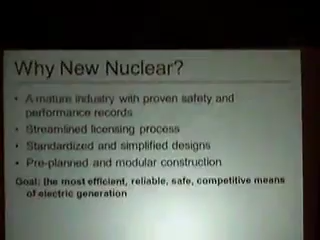 Why New Nuclear?
• A mature industry with proven safety and
performance records
• Streamlined licensing process
• Standardized and simplified designs
• Pre-planned and modular construction
Goal: the most efficient, reliable, safe, competitive means
of electric generation